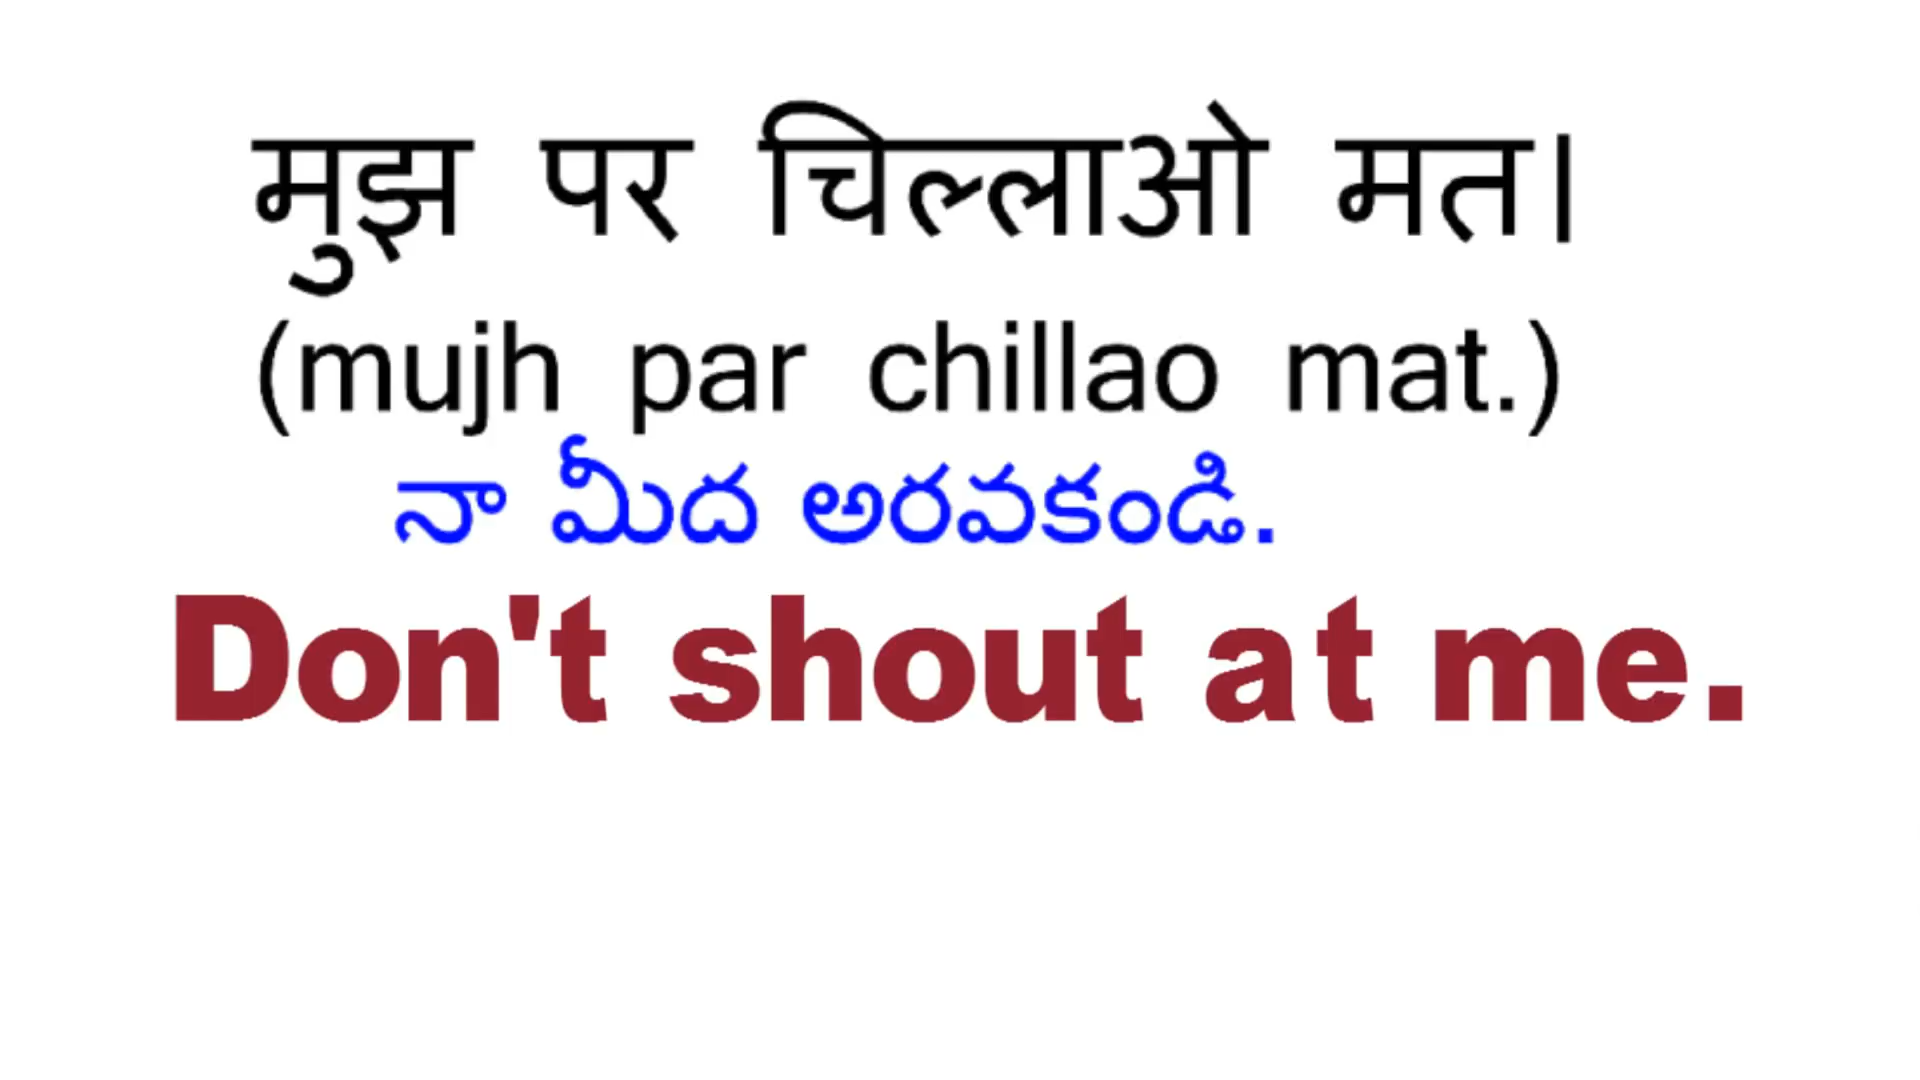 मुझ पर चिल्लाओ मत।
(mujh par chillao mat.)
నా మీద అరవకండి.
Don't shout at me.